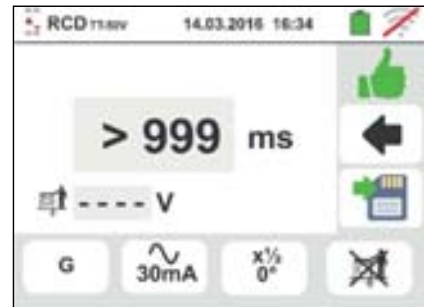 RCD 14.03.2016 16:34
> 999 ms
---- V
G
30mA
x½
0°